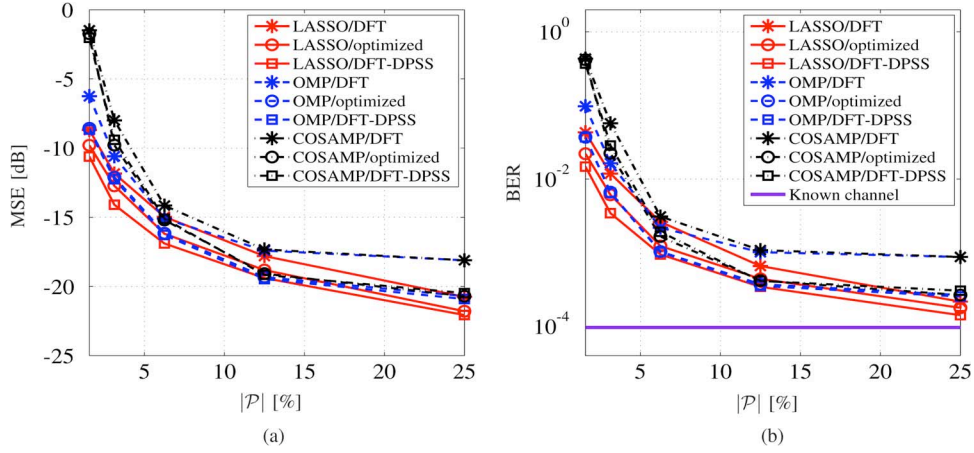 MSE [dB]
0
-5
-10
-15
-20
-25
5
10
15
20
25
|𝒫| [%]
LASSO/DFT
LASSO/optimized
LASSO/DFT-DPSS
OMP/DFT
OMP/optimized
OMP/DFT-DPSS
COSAMP/DFT
COSAMP/optimized
COSAMP/DFT-DPSS
(a)
BER
10^0
10^-2
10^-4
5
10
15
20
25
|𝒫| [%]
LASSO/DFT
LASSO/optimized
LASSO/DFT-DPSS
OMP/DFT
OMP/optimized
OMP/DFT-DPSS
COSAMP/DFT
COSAMP/optimized
COSAMP/DFT-DPSS
Known channel
(b)